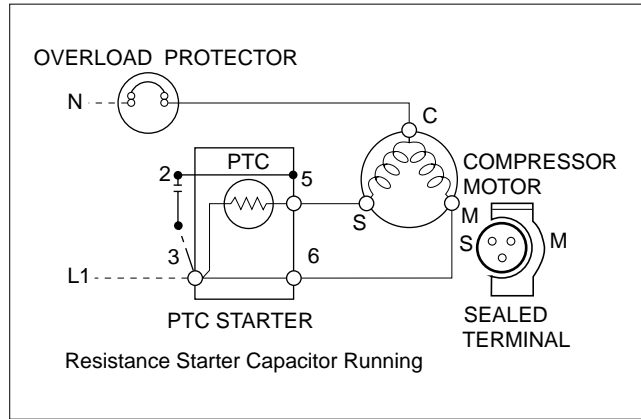 OVERLOAD PROTECTOR
N
C
PTC
COMPRESSOR
MOTOR
2
5
S
M
S
M
3
6
L1
SEALED
TERMINAL
PTC STARTER
Resistance Starter Capacitor Running